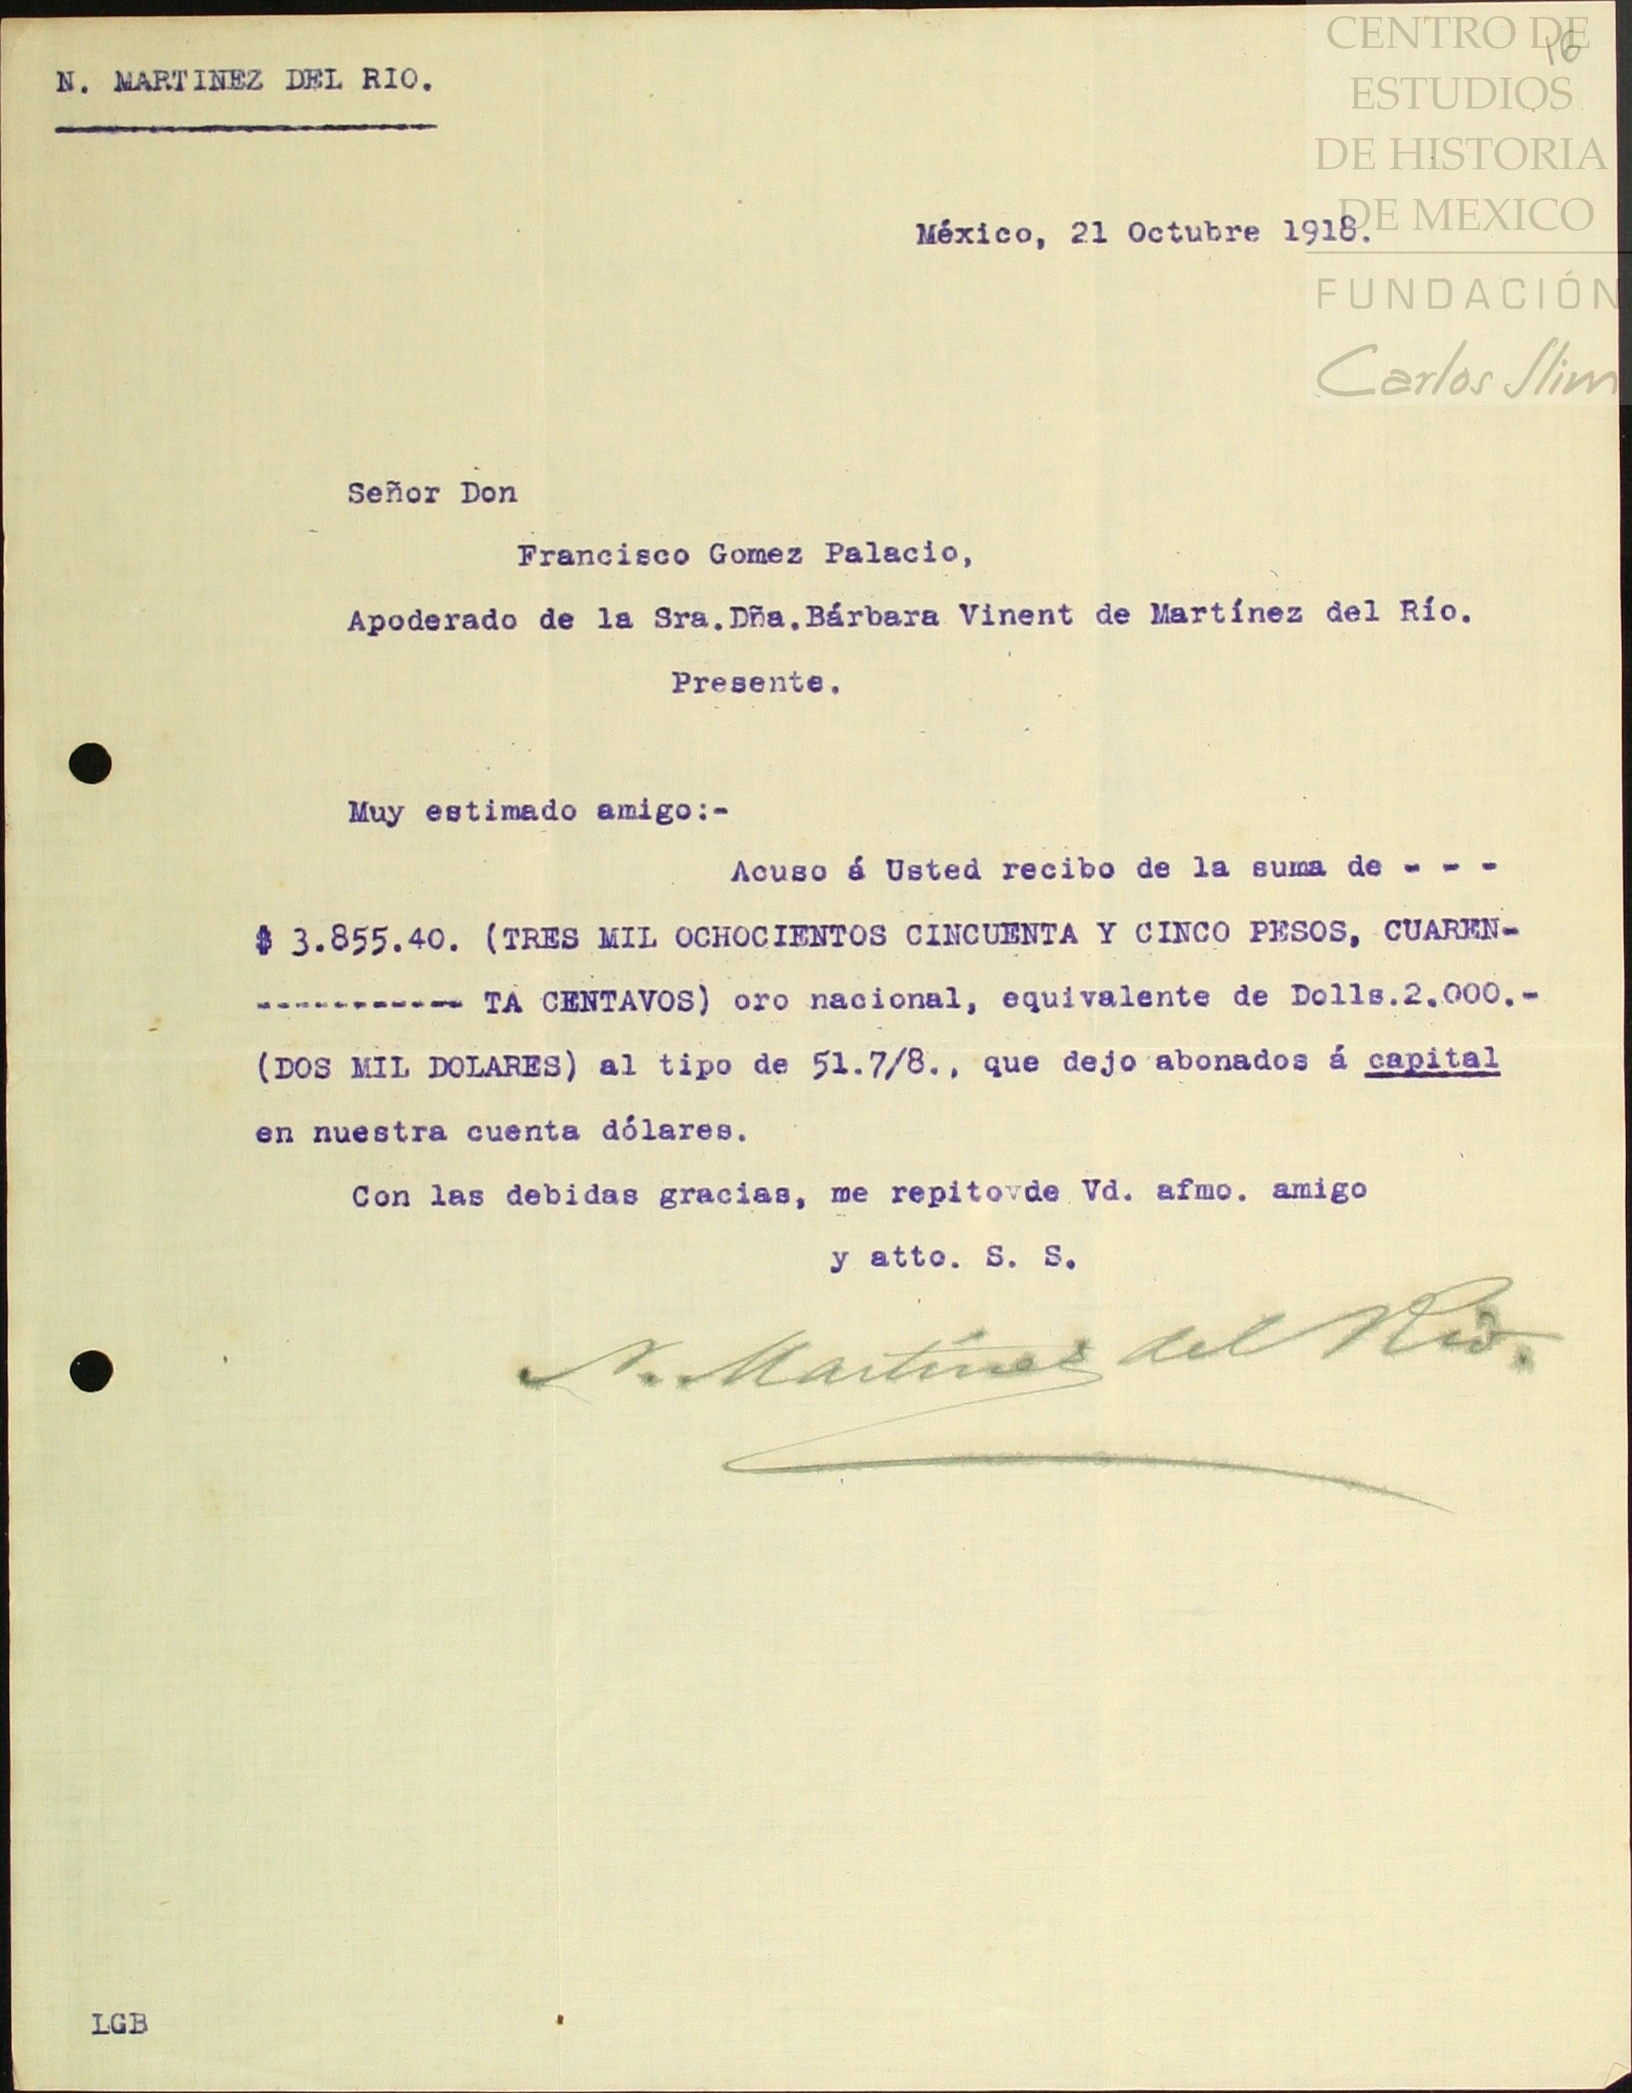 N. MARTINEZ DEL RIO.
16
CENTRO DE
ESTUDIOS
DE HISTORIA
DE MEXICO
FUNDACIÓN
Carlos Slim
México, 21 Octubre 1918.
Señor Don
Francisco Gomez Palacio,
Apoderado de la Sra.Dña.Bárbara Vinent de Martínez del Río.
Presente.
Muy estimado amigo:-
Acuso á Usted recibo de la suma de - - -
$ 3.855.40. (TRES MIL OCHOCIENTOS CINCUENTA Y CINCO PESOS, CUAREN-
----------- TA CENTAVOS) oro nacional, equivalente de Dolls.2.000.-
(DOS MIL DOLARES) al tipo de 51.7/8., que dejo abonados á capital
en nuestra cuenta dólares.
Con las debidas gracias, me repito de Vd. afmo. amigo
y atto. S. S.
N. Martínez del Rio.
LGB